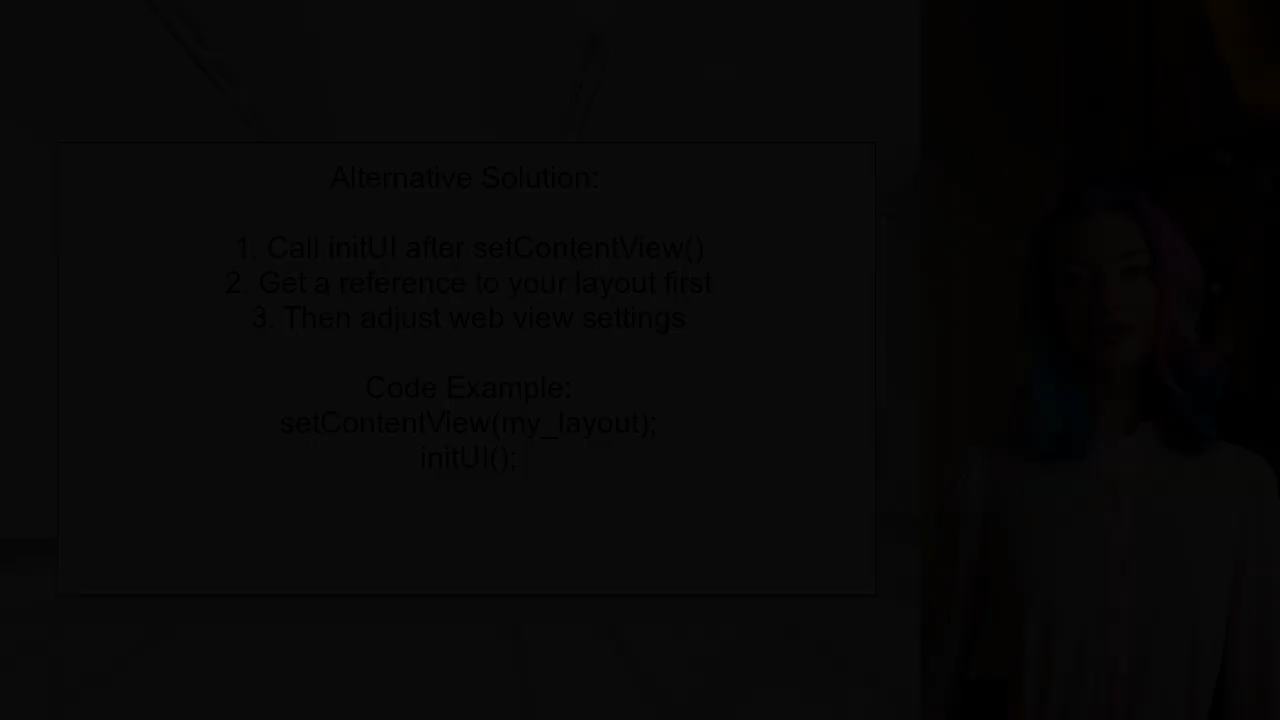 Alternative Solution:
1. Call initUI after setContentView()
2. Get a reference to your layout first
3. Then adjust web view settings
Code Example:
setContentView(my_layout);
initUI();